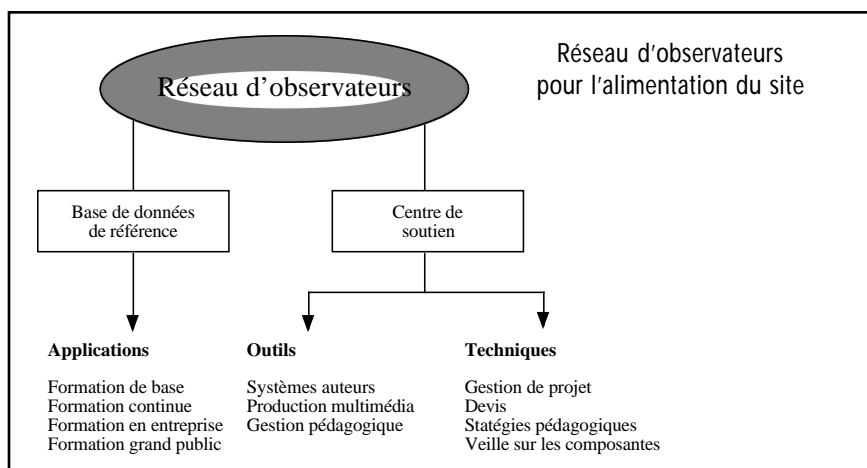 Réseau d'observateurs
pour l'alimentation du site
Réseau d’observateurs
Base de données
de référence
Centre de
soutien
Applications
Formation de base
Formation continue
Formation en entreprise
Formation grand public
Outils
Systèmes auteurs
Production multimédia
Gestion pédagogique
Techniques
Gestion de projet
Devis
Statégies pédagogiques
Veille sur les composantes